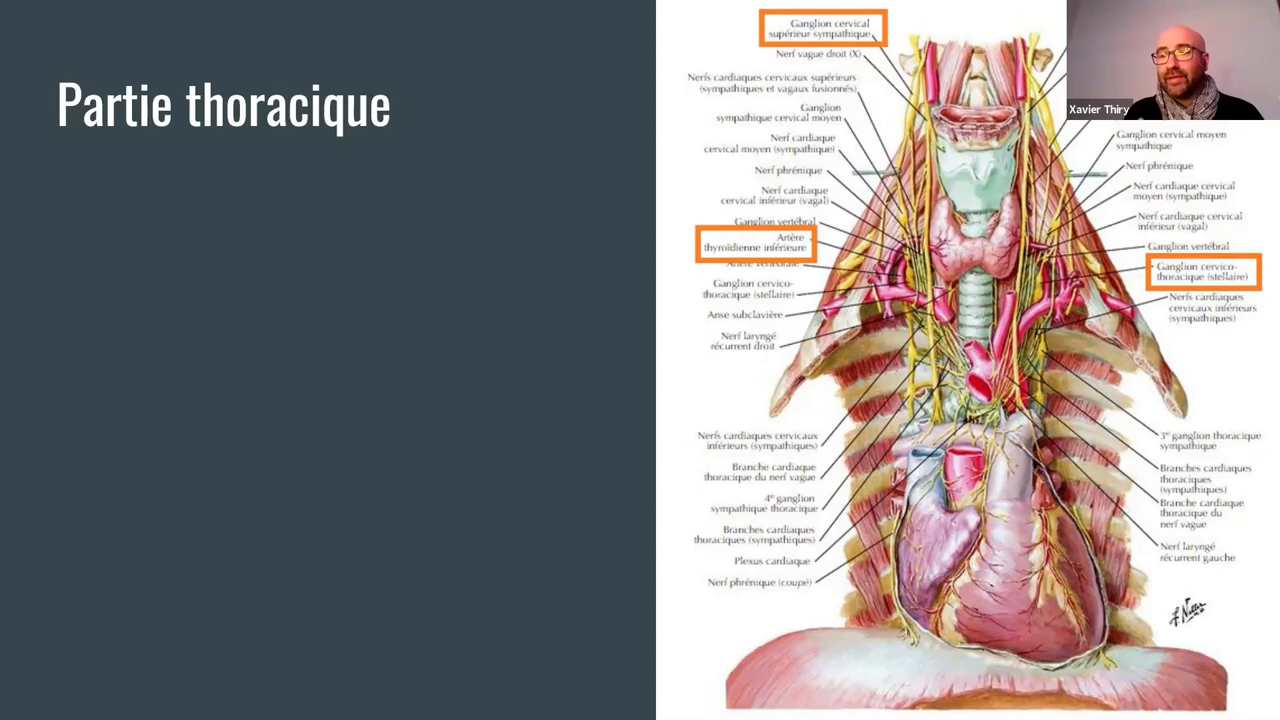 Partie thoracique
Ganglion cervical
supérieur sympathique
Nerf vague droit (X)
Nerfs cardiaques cervicaux supérieurs
(sympathiques et vagaux fusionnés)
Ganglion
sympathique cervical moyen
Nerf cardiaque
cervical moyen (sympathique)
Nerf phrénique
Nerf cardiaque
cervical inférieur (vagal)
Ganglion vertébral
Artère
thyroïdienne inférieure
Artère vertébrale
Ganglion cervico-
thoracique (stellaire)
Anse subclavière
Nerf laryngé
récurrent droit
Nerfs cardiaques cervicaux
inférieurs (sympathiques)
Branche cardiaque
thoracique du nerf vague
4e ganglion
sympathique thoracique
Branches cardiaques
thoraciques (sympathiques)
Plexus cardiaque
Nerf phrénique (coupé)
Xavier Thiry
Ganglion cervical moyen
sympathique
Nerf phrénique
Nerf cardiaque cervical
moyen (sympathique)
Nerf cardiaque cervical
inférieur (vagal)
Ganglion vertébral
Ganglion cervico-
thoracique (stellaire)
Nerfs cardiaques
cervicaux inférieurs
(sympathiques)
3e ganglion thoracique
sympathique
Branches cardiaques
thoraciques
(sympathiques)
Branche cardiaque
thoracique du
nerf vague
Nerf laryngé
récurrent gauche
F. Netter